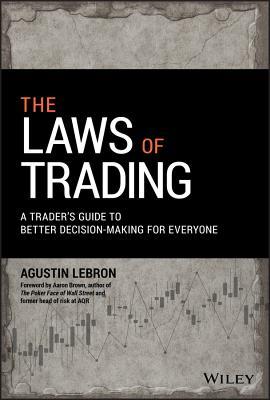 THE
LAWS OF
TRADING
A TRADER'S GUIDE TO
BETTER DECISION-MAKING FOR EVERYONE
AGUSTIN LEBRON
Foreword by Aaron Brown, author of
The Poker Face of Wall Street and
former head of risk at AQR
WILEY